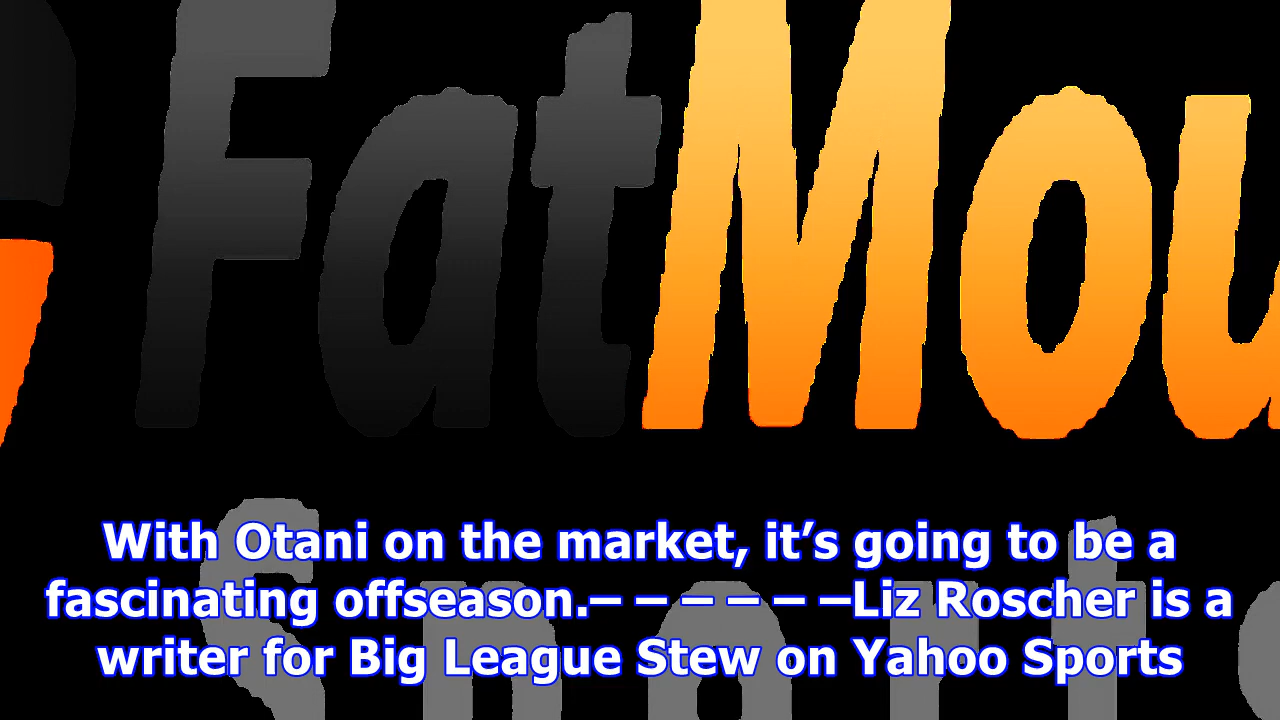 FatMou
Sports
With Otani on the market, it’s going to be a
fascinating offseason.– – – – – –Liz Roscher is a
writer for Big League Stew on Yahoo Sports